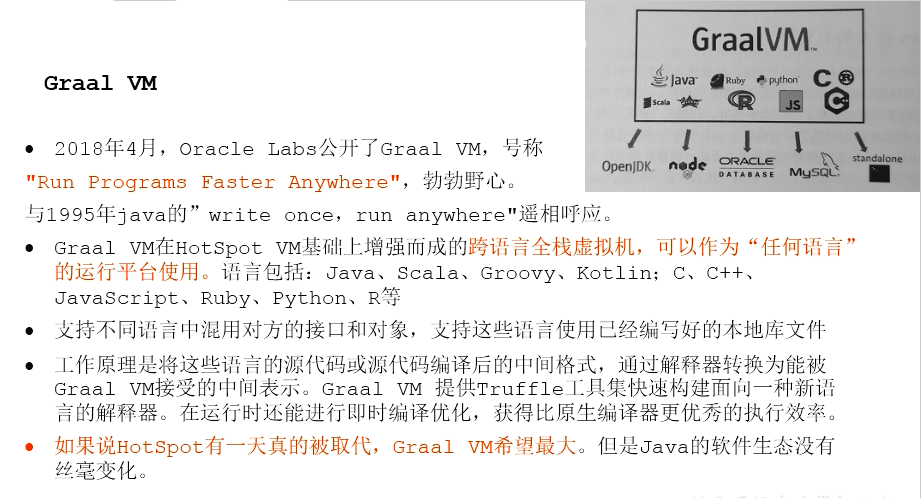 GraalVM™
Java Ruby python C R
Scala R JS C++
OpenJDK node ORACLE DATABASE MySQL standalone
Graal VM
• 2018年4月，Oracle Labs公开了Graal VM，号称
"Run Programs Faster Anywhere"，勃勃野心。
与1995年java的”write once，run anywhere"遥相呼应。
• Graal VM在HotSpot VM基础上增强而成的跨语言全栈虚拟机，可以作为“任何语言”
的运行平台使用。语言包括：Java、Scala、Groovy、Kotlin；C、C++、
JavaScript、Ruby、Python、R等
• 支持不同语言中混用对方的接口和对象，支持这些语言使用已经编写好的本地库文件
• 工作原理是将这些语言的源代码或源代码编译后的中间格式，通过解释器转换为能被
Graal VM接受的中间表示。Graal VM 提供Truffle工具集快速构建面向一种新语
言的解释器。在运行时还能进行即时编译优化，获得比原生编译器更优秀的执行效率。
• 如果说HotSpot有一天真的被取代，Graal VM希望最大。但是Java的软件生态没有
丝毫变化。